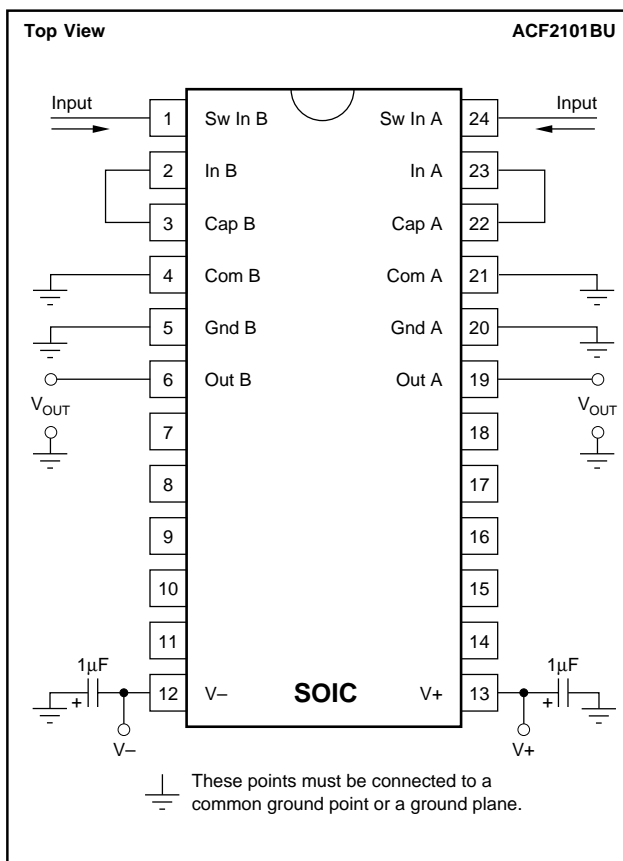 Top View ACF2101BU
Input Input
1 Sw In B Sw In A 24
2 In B In A 23
3 Cap B Cap A 22
4 Com B Com A 21
5 Gnd B Gnd A 20
6 Out B Out A 19
VOUT VOUT
7 18
8 17
9 16
10 15
11 14
1µF 1µF
+ 12 V– SOIC V+ 13 +
V– V+
These points must be connected to a
common ground point or a ground plane.